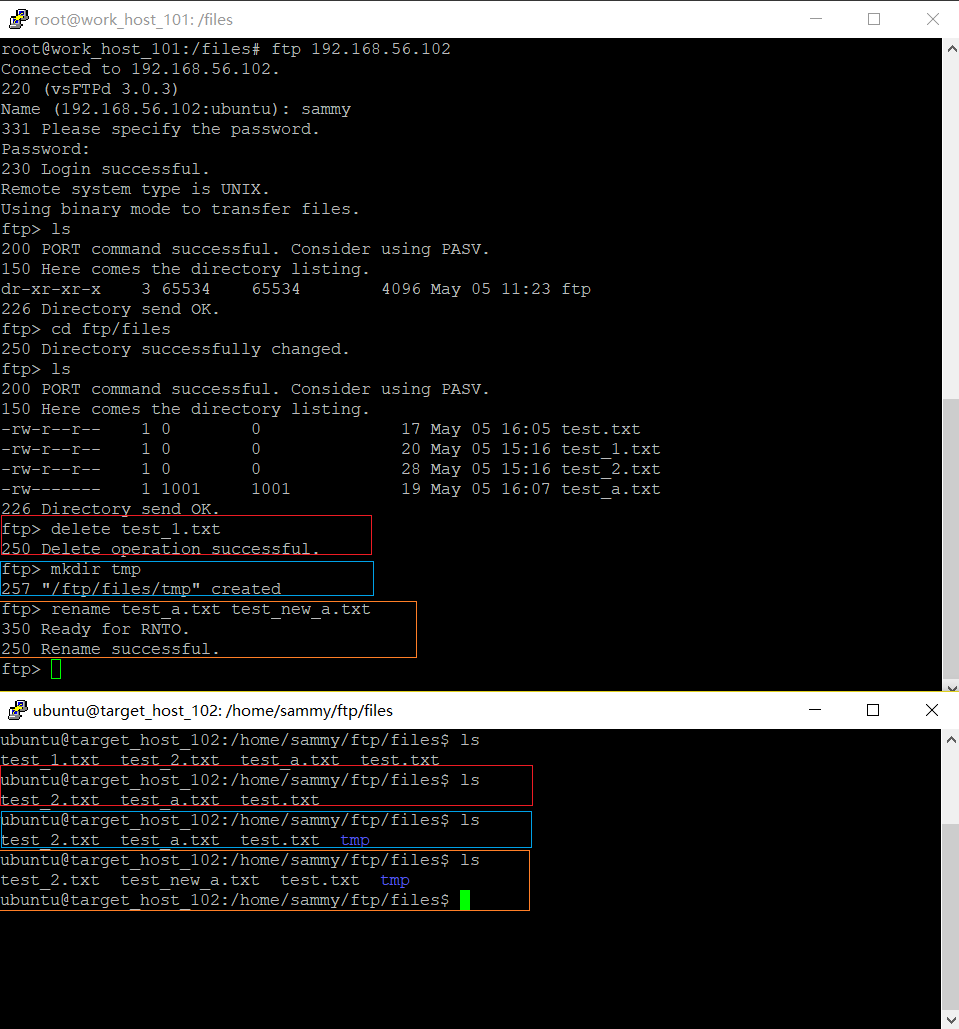 root@work_host_101: /files
root@work_host_101:/files# ftp 192.168.56.102
Connected to 192.168.56.102.
220 (vsFTPd 3.0.3)
Name (192.168.56.102:ubuntu): sammy
331 Please specify the password.
Password:
230 Login successful.
Remote system type is UNIX.
Using binary mode to transfer files.
ftp> ls
200 PORT command successful. Consider using PASV.
150 Here comes the directory listing.
dr-xr-xr-x    3 65534    65534        4096 May 05 11:23 ftp
226 Directory send OK.
ftp> cd ftp/files
250 Directory successfully changed.
ftp> ls
200 PORT command successful. Consider using PASV.
150 Here comes the directory listing.
-rw-r--r--    1 0        0              17 May 05 16:05 test.txt
-rw-r--r--    1 0        0              20 May 05 15:16 test_1.txt
-rw-r--r--    1 0        0              28 May 05 15:16 test_2.txt
-rw-------    1 1001     1001           19 May 05 16:07 test_a.txt
226 Directory send OK.
ftp> delete test_1.txt
250 Delete operation successful.
ftp> mkdir tmp
257 "/ftp/files/tmp" created
ftp> rename test_a.txt test_new_a.txt
350 Ready for RNTO.
250 Rename successful.
ftp>
ubuntu@target_host_102: /home/sammy/ftp/files
ubuntu@target_host_102:/home/sammy/ftp/files$ ls
test_1.txt  test_2.txt  test_a.txt  test.txt
ubuntu@target_host_102:/home/sammy/ftp/files$ ls
test_2.txt  test_a.txt  test.txt
ubuntu@target_host_102:/home/sammy/ftp/files$ ls
test_2.txt  test_a.txt  test.txt  tmp
ubuntu@target_host_102:/home/sammy/ftp/files$ ls
test_2.txt  test_new_a.txt  test.txt  tmp
ubuntu@target_host_102:/home/sammy/ftp/files$